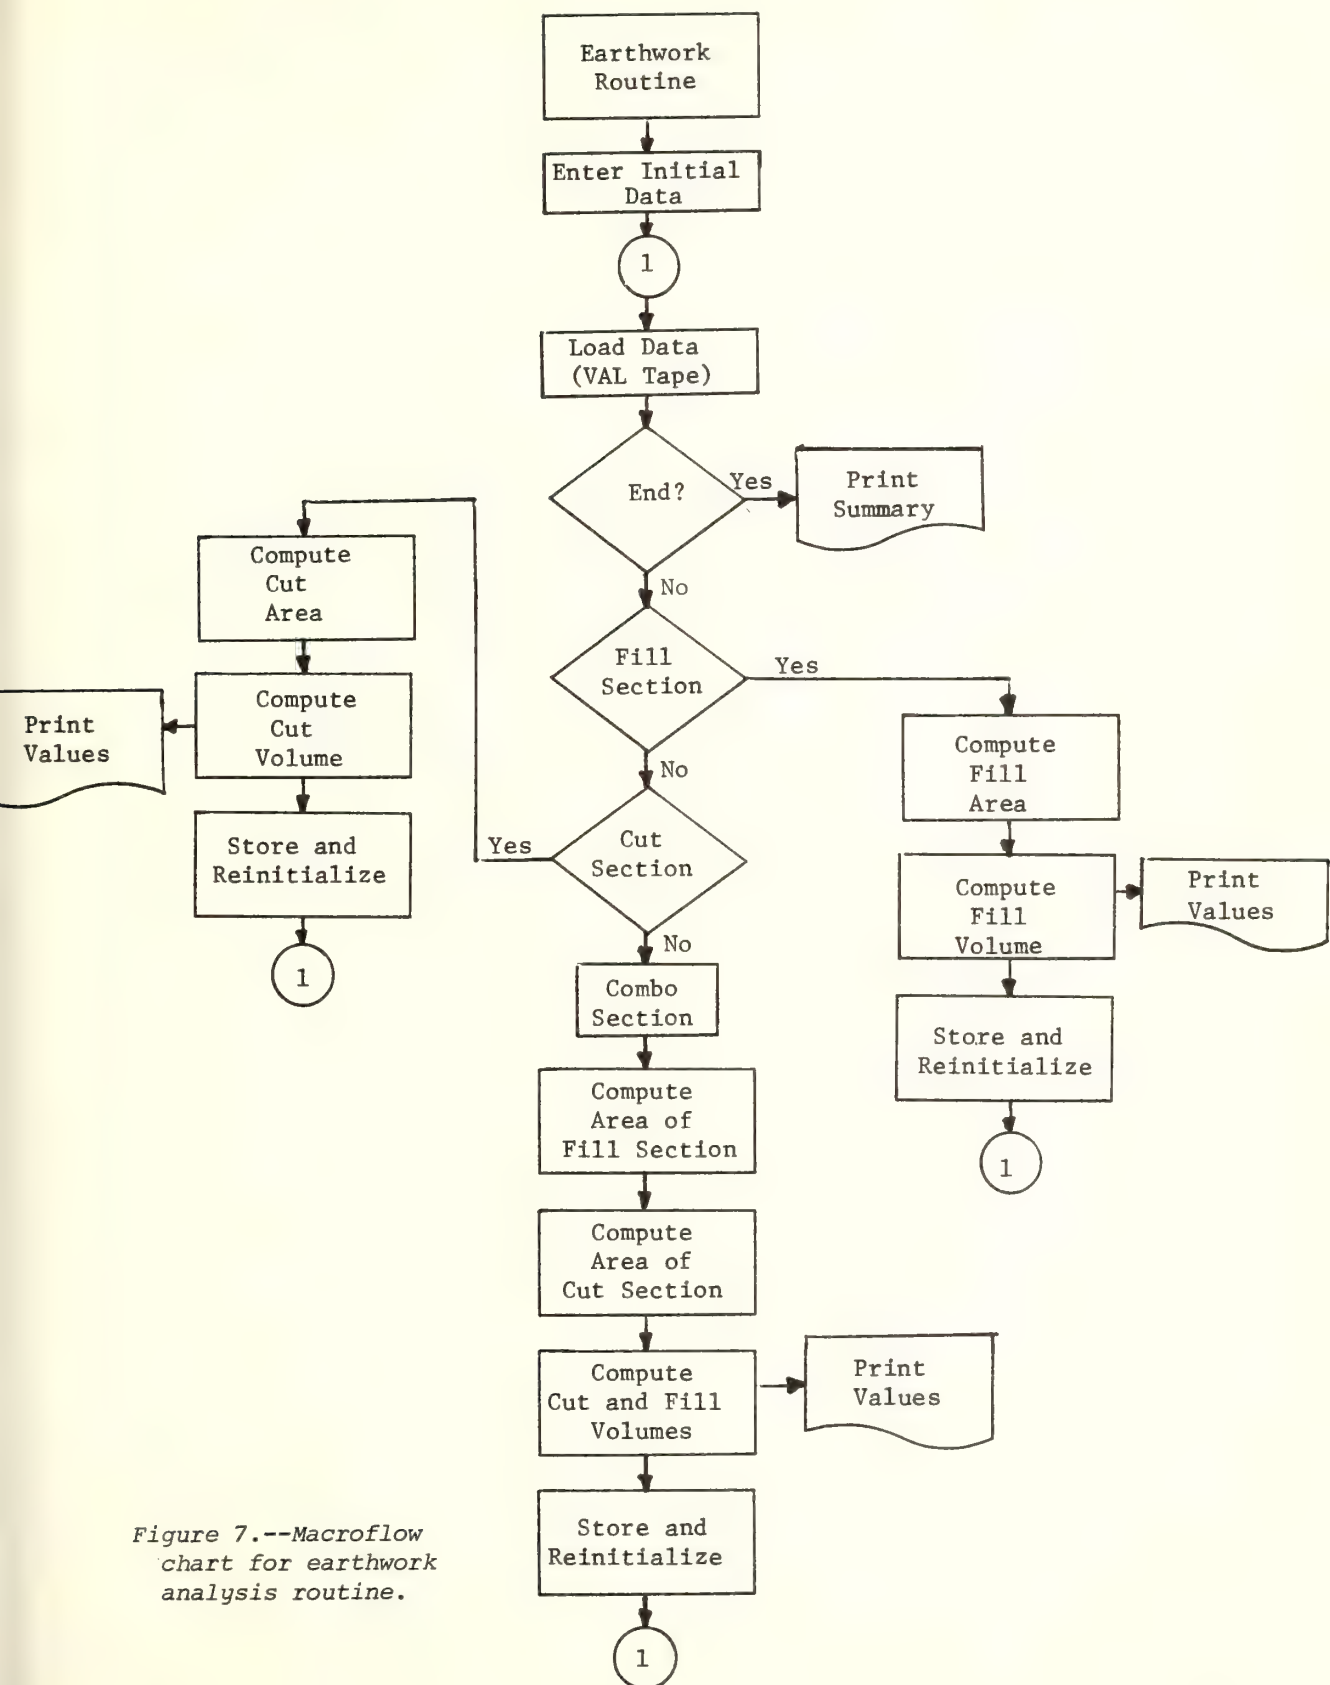 Earthwork
Routine
Enter Initial
Data
1
Load Data
(VAL Tape)
End?
Yes
Print
Summary
No
Fill
Section
Yes
No
Cut
Section
Yes
No
Compute
Cut
Area
Compute
Cut
Volume
Print
Values
Store and
Reinitialize
1
Compute
Fill
Area
Compute
Fill
Volume
Print
Values
Store and
Reinitialize
1
Combo
Section
Compute
Area of
Fill Section
Compute
Area of
Cut Section
Compute
Cut and Fill
Volumes
Print
Values
Store and
Reinitialize
1
Figure 7.--Macroflow
chart for earthwork
analysis routine.